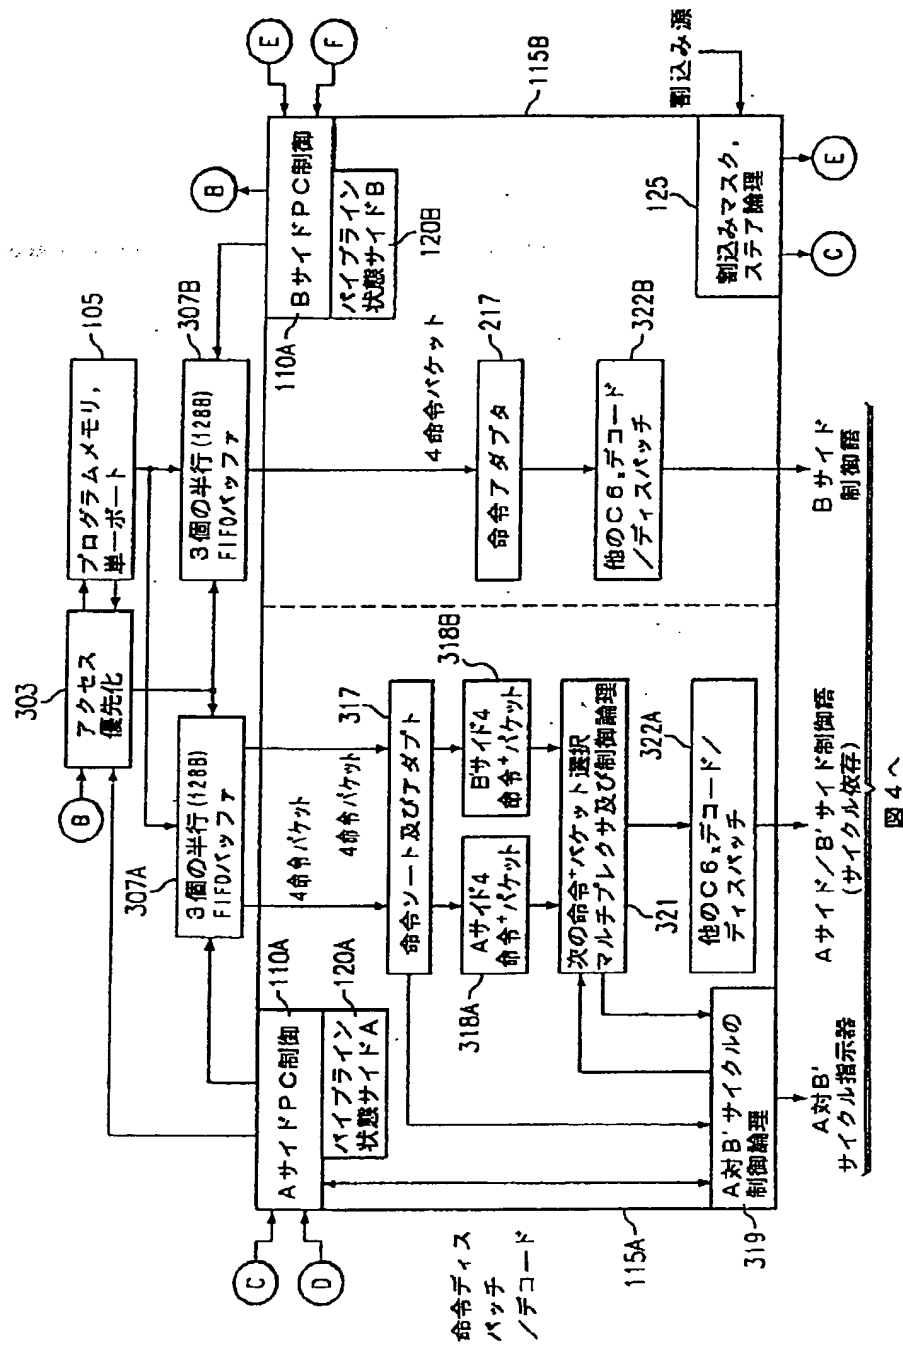 303
アクセス
優先化
105
プログラムメモリ,
単一ポート
B
307A
3個の半行(128B)
FIFOバッファ
307B
3個の半行(128B)
FIFOバッファ
B
E
F
C
D
AサイドPC制御
110A
パイプライン
状態サイドA
120A
4命令パケット
4命令パケット
BサイドPC制御
110A
パイプライン
状態サイドB
120B
4命令パケット
命令ディス
パッチ
/デコード
命令ソート及びアダプト
317
Aサイド4
命令+パケット
318A
B'サイド4
命令+パケット
318B
命令アダプタ
217
115B
次の命令+パケット選択
マルチプレクサ及び制御論理
321
他のC6xデコード
/ディスパッチ
322B
他のC6xデコード/
ディスパッチ
322A
115A
A対B'サイクルの
制御論理
319
125
割込みマスク,
ステア論理
割込み源
C
E
A対B'
サイクル指示器
Aサイド/B'サイド制御語
(サイクル依存)
Bサイド
制御語
図4へ